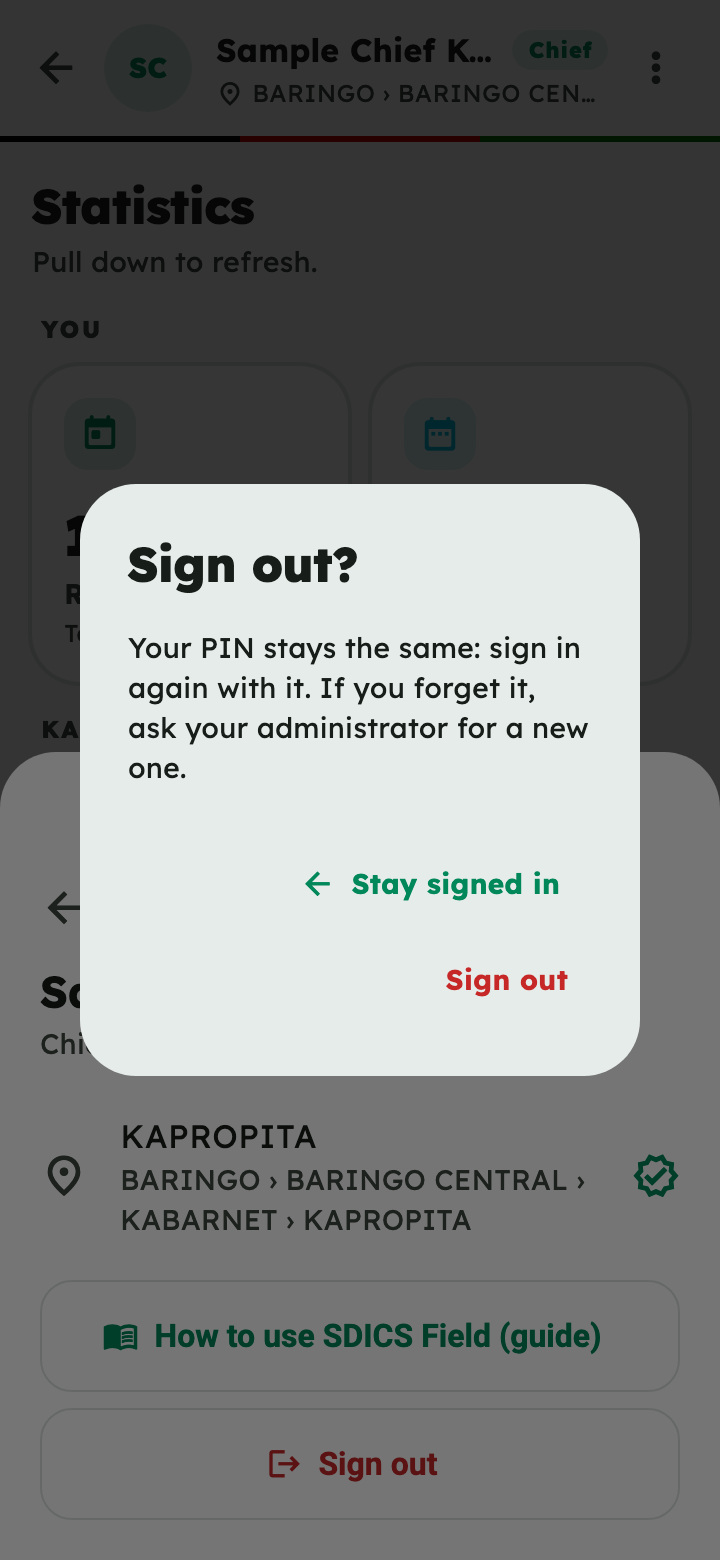 SC
Sample Chief K...
Chief
BARINGO › BARINGO CEN...
Statistics
Pull down to refresh.
YOU
Sign out?
Your PIN stays the same: sign in
again with it. If you forget it,
ask your administrator for a new
one.
Stay signed in
Sign out
KAPROPITA
BARINGO › BARINGO CENTRAL ›
KABARNET › KAPROPITA
How to use SDICS Field (guide)
Sign out